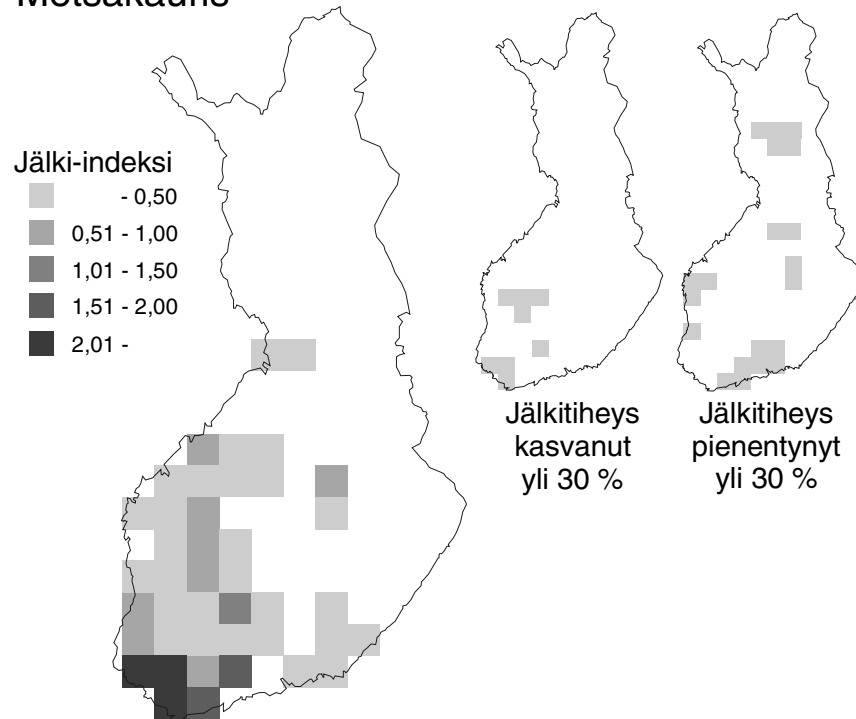 Metsäkauris
Jälki-indeksi
- 0,50
0,51 - 1,00
1,01 - 1,50
1,51 - 2,00
2,01 -
Jälkitiheys
kasvanut
yli 30 %
Jälkitiheys
pienentynyt
yli 30 %